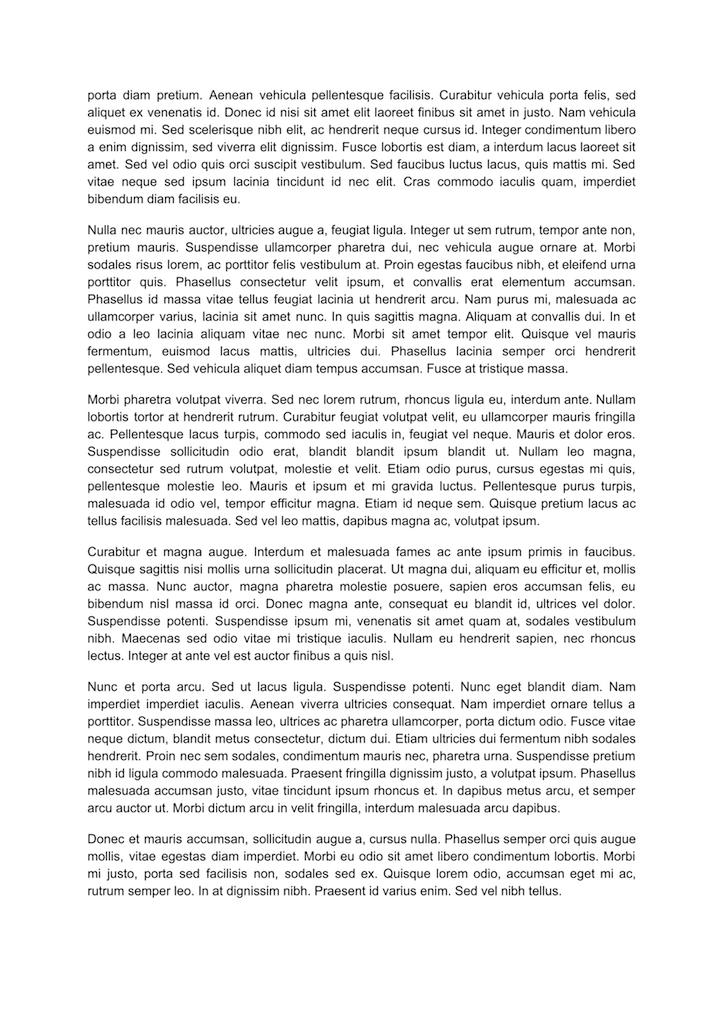 porta diam pretium. Aenean vehicula pellentesque facilisis. Curabitur vehicula porta felis, sed
aliquet ex venenatis id. Donec id nisi sit amet elit laoreet finibus sit amet in justo. Nam vehicula
euismod mi. Sed scelerisque nibh elit, ac hendrerit neque cursus id. Integer condimentum libero
a enim dignissim, sed viverra elit dignissim. Fusce lobortis est diam, a interdum lacus laoreet sit
amet. Sed vel odio quis orci suscipit vestibulum. Sed faucibus luctus lacus, quis mattis mi. Sed
vitae neque sed ipsum lacinia tincidunt id nec elit. Cras commodo iaculis quam, imperdiet
bibendum diam facilisis eu.
Nulla nec mauris auctor, ultricies augue a, feugiat ligula. Integer ut sem rutrum, tempor ante non,
pretium mauris. Suspendisse ullamcorper pharetra dui, nec vehicula augue ornare at. Morbi
sodales risus lorem, ac porttitor felis vestibulum at. Proin egestas faucibus nibh, et eleifend urna
porttitor quis. Phasellus consectetur velit ipsum, et convallis erat elementum accumsan.
Phasellus id massa vitae tellus feugiat lacinia ut hendrerit arcu. Nam purus mi, malesuada ac
ullamcorper varius, lacinia sit amet nunc. In quis sagittis magna. Aliquam at convallis dui. In et
odio a leo lacinia aliquam vitae nec nunc. Morbi sit amet tempor elit. Quisque vel mauris
fermentum, euismod lacus mattis, ultricies dui. Phasellus lacinia semper orci hendrerit
pellentesque. Sed vehicula aliquet diam tempus accumsan. Fusce at tristique massa.
Morbi pharetra volutpat viverra. Sed nec lorem rutrum, rhoncus ligula eu, interdum ante. Nullam
lobortis tortor at hendrerit rutrum. Curabitur feugiat volutpat velit, eu ullamcorper mauris fringilla
ac. Pellentesque lacus turpis, commodo sed iaculis in, feugiat vel neque. Mauris et dolor eros.
Suspendisse sollicitudin odio erat, blandit blandit ipsum blandit ut. Nullam leo magna,
consectetur sed rutrum volutpat, molestie et velit. Etiam odio purus, cursus egestas mi quis,
pellentesque molestie leo. Mauris et ipsum et mi gravida luctus. Pellentesque purus turpis,
malesuada id odio vel, tempor efficitur magna. Etiam id neque sem. Quisque pretium lacus ac
tellus facilisis malesuada. Sed vel leo mattis, dapibus magna ac, volutpat ipsum.
Curabitur et magna augue. Interdum et malesuada fames ac ante ipsum primis in faucibus.
Quisque sagittis nisi mollis urna sollicitudin placerat. Ut magna dui, aliquam eu efficitur et, mollis
ac massa. Nunc auctor, magna pharetra molestie posuere, sapien eros accumsan felis, eu
bibendum nisl massa id orci. Donec magna ante, consequat eu blandit id, ultrices vel dolor.
Suspendisse potenti. Suspendisse ipsum mi, venenatis sit amet quam at, sodales vestibulum
nibh. Maecenas sed odio vitae mi tristique iaculis. Nullam eu hendrerit sapien, nec rhoncus
lectus. Integer at ante vel est auctor finibus a quis nisl.
Nunc et porta arcu. Sed ut lacus ligula. Suspendisse potenti. Nunc eget blandit diam. Nam
imperdiet imperdiet iaculis. Aenean viverra ultricies consequat. Nam imperdiet ornare tellus a
porttitor. Suspendisse massa leo, ultrices ac pharetra ullamcorper, porta dictum odio. Fusce vitae
neque dictum, blandit metus consectetur, dictum dui. Etiam ultricies dui fermentum nibh sodales
hendrerit. Proin nec sem sodales, condimentum mauris nec, pharetra urna. Suspendisse pretium
nibh id ligula commodo malesuada. Praesent fringilla dignissim justo, a volutpat ipsum. Phasellus
malesuada accumsan justo, vitae tincidunt ipsum rhoncus et. In dapibus metus arcu, et semper
arcu auctor ut. Morbi dictum arcu in velit fringilla, interdum malesuada arcu dapibus.
Donec et mauris accumsan, sollicitudin augue a, cursus nulla. Phasellus semper orci quis augue
mollis, vitae egestas diam imperdiet. Morbi eu odio sit amet libero condimentum lobortis. Morbi
mi justo, porta sed facilisis non, sodales sed ex. Quisque lorem odio, accumsan eget mi ac,
rutrum semper leo. In at dignissim nibh. Praesent id varius enim. Sed vel nibh tellus.